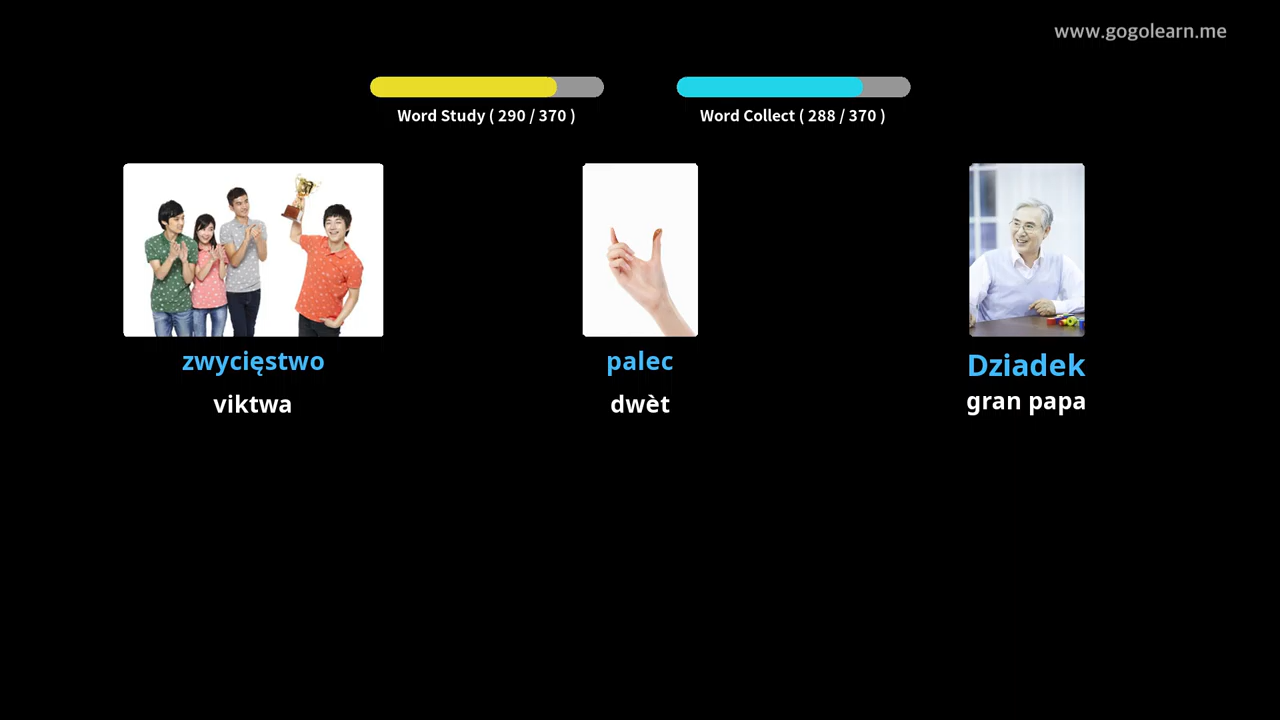 www.gogolearn.me
Word Study ( 290 / 370 )
Word Collect ( 288 / 370 )
zwycięstwo
palec
Dziadek
viktwa
dwèt
gran papa